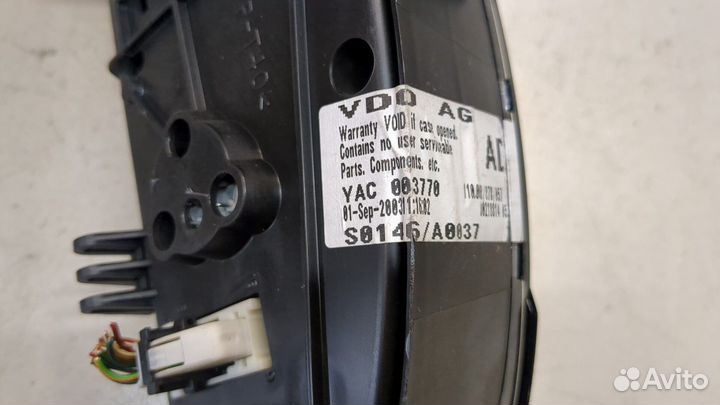 VDO AG
Warranty VOID if case opened.
Contains no user serviceable
Parts. Components. etc.
YAC 003770
01-Sep-2003
S0146/A0037
AD
Avito